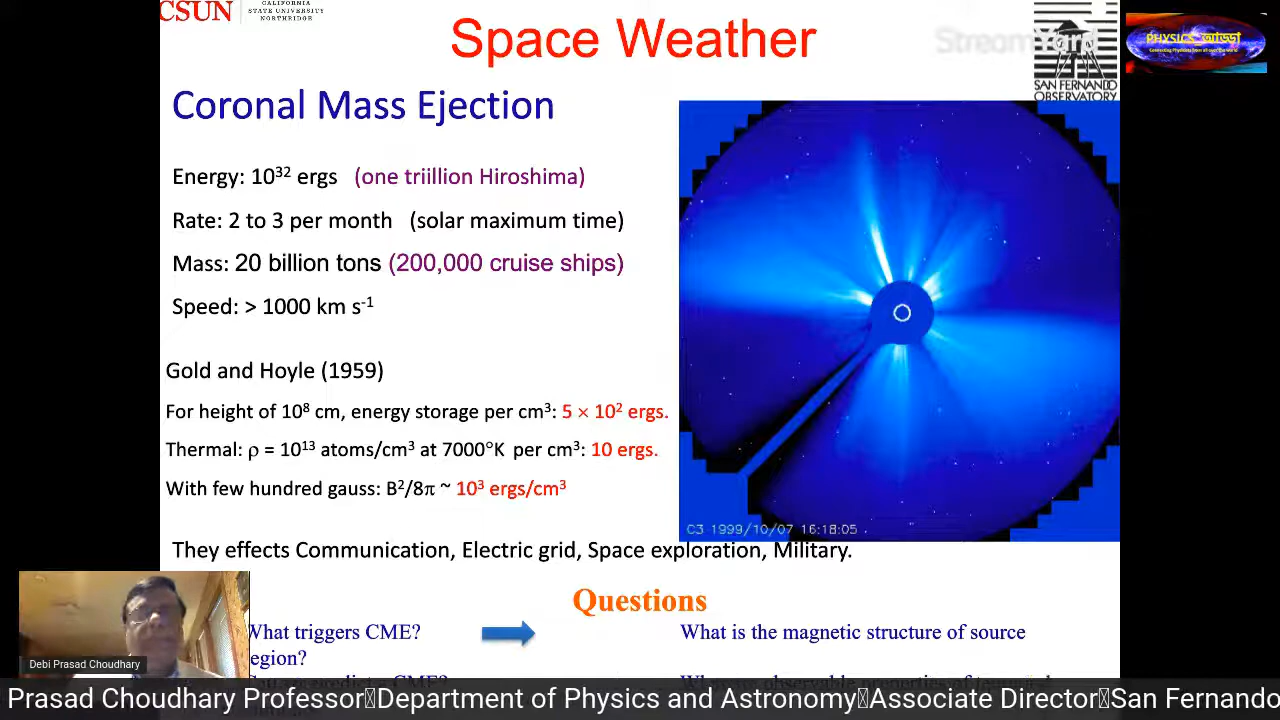 CSUN
CALIFORNIA
STATE UNIVERSITY
NORTHRIDGE
Space Weather
StreamYard
SAN FERNANDO
OBSERVATORY
PHYSICS আড্ডা
Coronal Mass Ejection
Energy: 10³² ergs (one triillion Hiroshima)
Rate: 2 to 3 per month (solar maximum time)
Mass: 20 billion tons (200,000 cruise ships)
Speed: > 1000 km s⁻¹
Gold and Hoyle (1959)
For height of 10⁸ cm, energy storage per cm³: 5 × 10² ergs.
Thermal: ρ = 10¹³ atoms/cm³ at 7000°K per cm³: 10 ergs.
With few hundred gauss: B²/8π ~ 10³ ergs/cm³
C3 1999/10/07 16:18:05
They effects Communication, Electric grid, Space exploration, Military.
Questions
What triggers CME? What is the magnetic structure of source
egion?
Debi Prasad Choudhary
Prasad Choudhary Professor Department of Physics and Astronomy Associate Director San Fernando